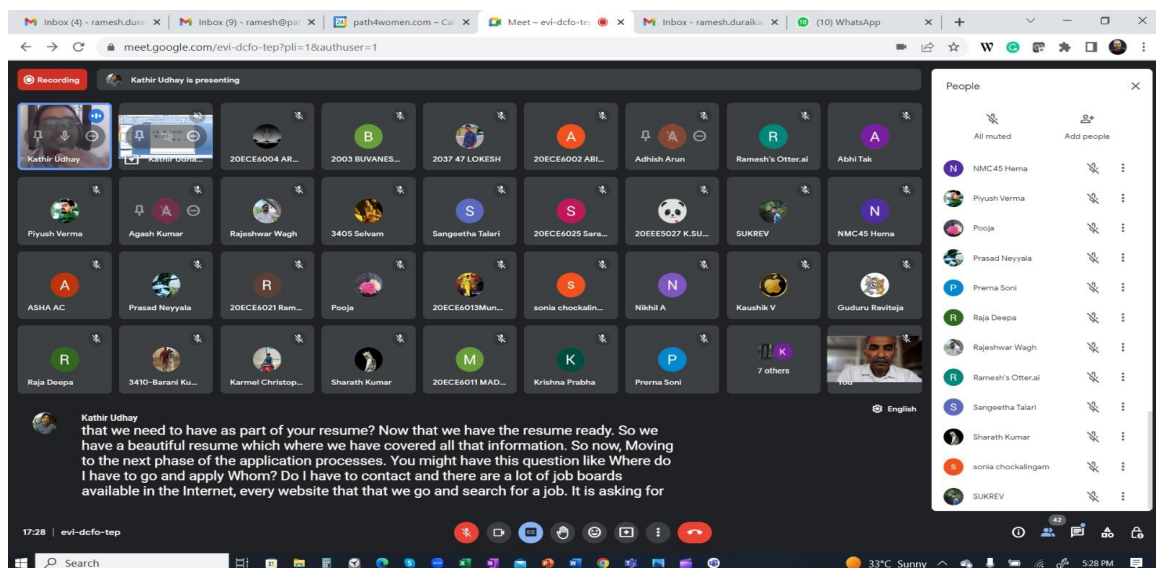 Inbox (4) - ramesh.dura
Inbox (9) - ramesh@pat
path4women.com – Cal
Meet – evi-dcfo-tep
Inbox - ramesh.duraika
(10) WhatsApp
meet.google.com/evi-dcfo-tep?pli=1&authuser=1
Recording
Kathir Udhay is presenting
Kathir Udhay
20ECE6004 AR...
2003 BUVANES...
2037 47 LOKESH
20ECE6002 ABI...
Adhish Arun
Ramesh's Otter.ai
Abhi Tak
Piyush Verma
Agash Kumar
Rajeshwar Wagh
3405 Selvam
Sangeetha Talari
20ECE6025 Sara...
20EEE5027 K.SU...
SUKREV
NMC45 Hema
ASHA AC
Prasad Neyyala
20ECE6021 Ram...
Pooja
20ECE6013Mun...
sonia chockalin...
Nikhil A
Kaushik V
Guduru Raviteja
Raja Deepa
3410-Barani Ku...
Karmel Christop...
Sharath Kumar
20ECE6011 MAD...
Krishna Prabha
Prerna Soni
7 others
You
Kathir Udhay
that we need to have as part of your resume? Now that we have the resume ready. So we
have a beautiful resume which where we have covered all that information. So now, Moving
to the next phase of the application processes. You might have this question like Where do
I have to go and apply Whom? Do I have to contact and there are a lot of job boards
available in the Internet, every website that that we go and search for a job. It is asking for
English
People
All muted
Add people
NMC45 Hema
Piyush Verma
Pooja
Prasad Neyyala
Prerna Soni
Raja Deepa
Rajeshwar Wagh
Ramesh's Otter.ai
Sangeetha Talari
Sharath Kumar
sonia chockalingam
SUKREV
17:28 | evi-dcfo-tep
42
Search
33°C Sunny
5:28 PM